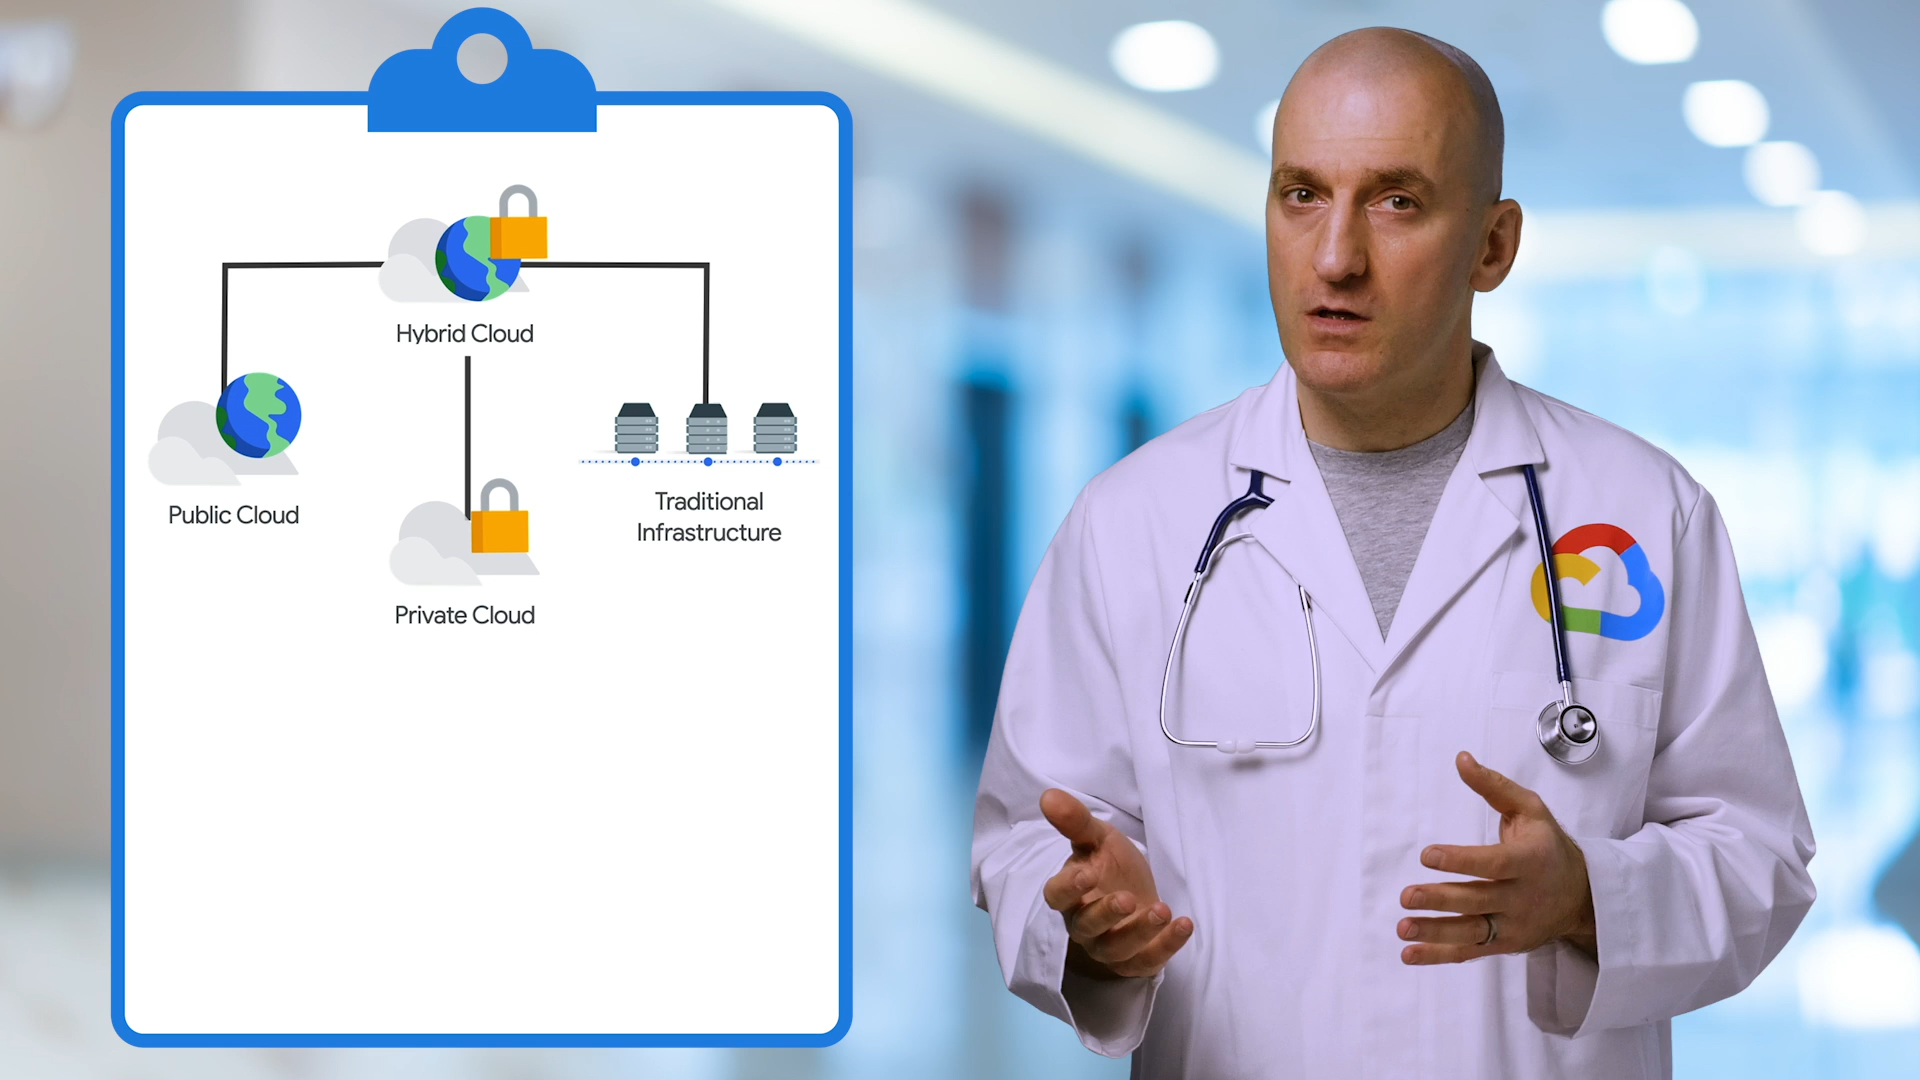 Hybrid Cloud
Public Cloud
Traditional
Infrastructure
Private Cloud